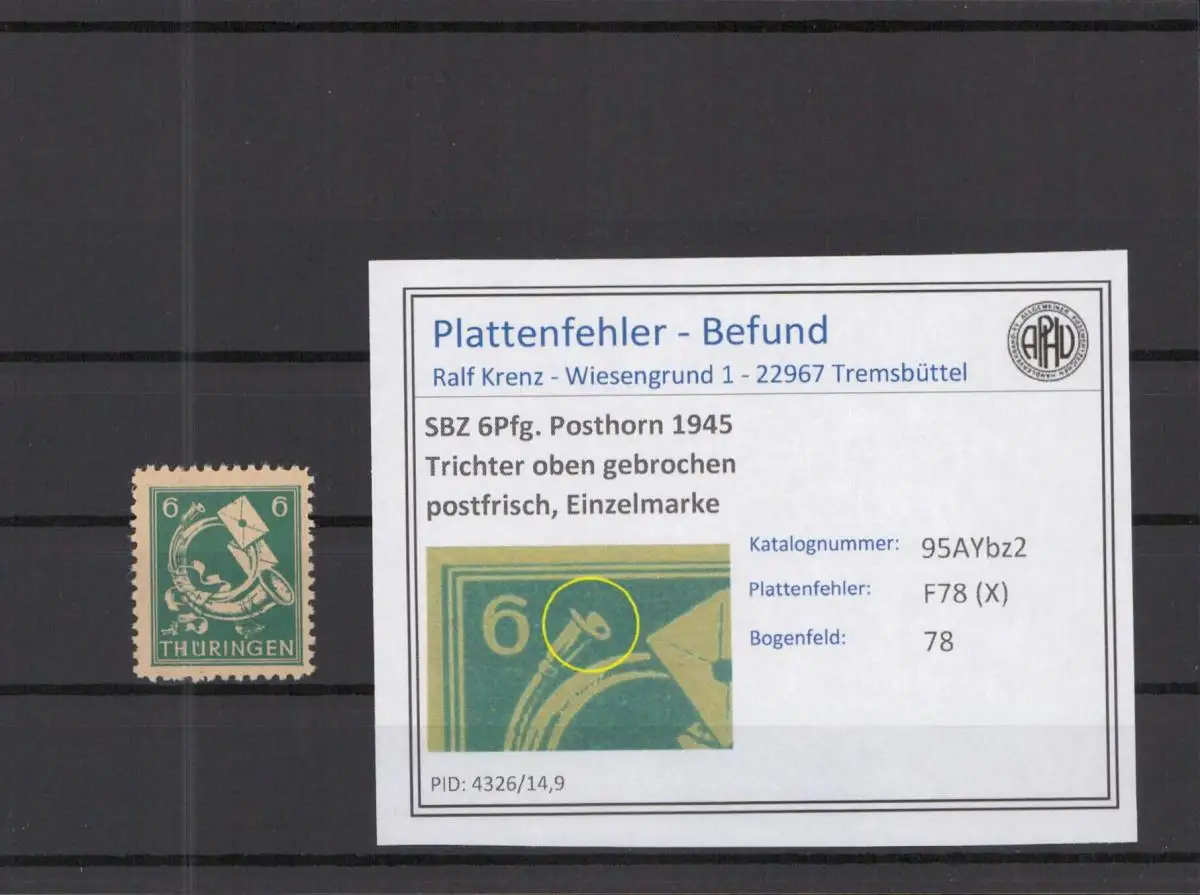 6 6
THÜRINGEN
Plattenfehler - Befund
Ralf Krenz - Wiesengrund 1 - 22967 Tremsbüttel
APHV
SBZ 6Pfg. Posthorn 1945
Trichter oben gebrochen
postfrisch, Einzelmarke
6
Katalognummer: 95AYbz2
Plattenfehler: F78 (X)
Bogenfeld: 78
PID: 4326/14,9